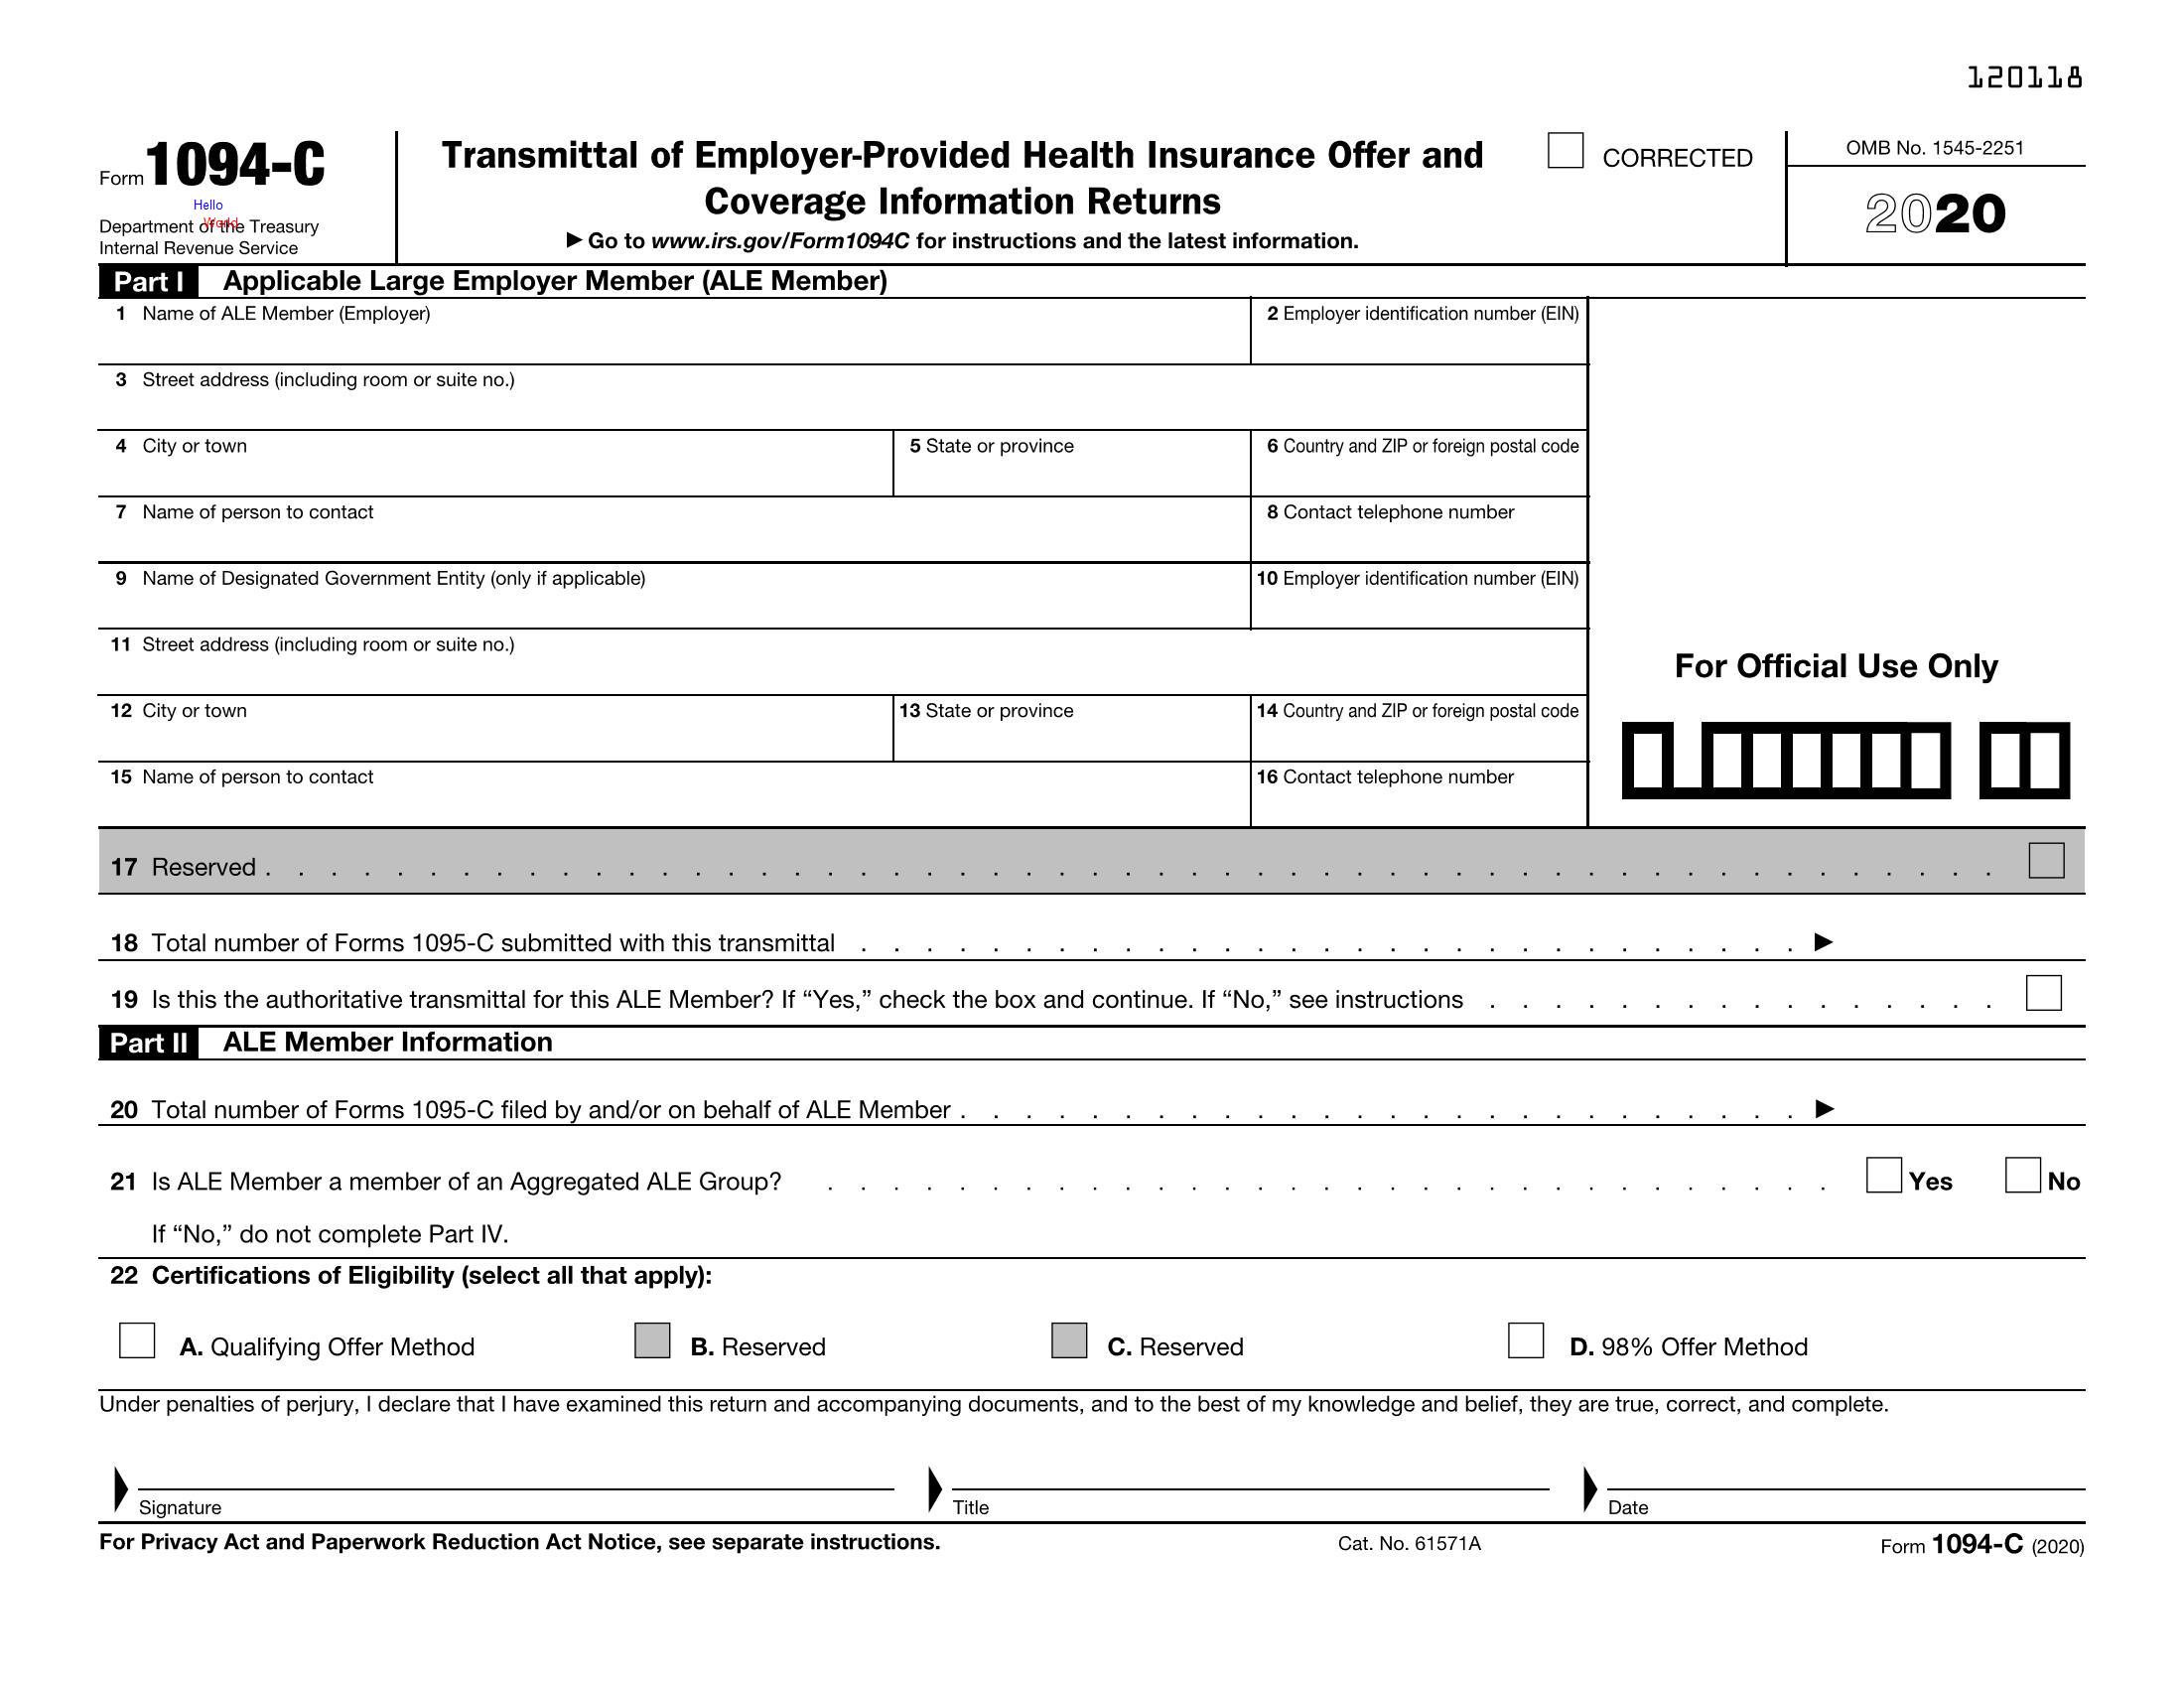 120118
Form 1094-C
Hello
World
Department of the Treasury
Internal Revenue Service
Transmittal of Employer-Provided Health Insurance Offer and
Coverage Information Returns
▶ Go to www.irs.gov/Form1094C for instructions and the latest information.
CORRECTED
OMB No. 1545-2251
2020
Part I Applicable Large Employer Member (ALE Member)
1 Name of ALE Member (Employer)
2 Employer identification number (EIN)
3 Street address (including room or suite no.)
4 City or town
5 State or province
6 Country and ZIP or foreign postal code
7 Name of person to contact
8 Contact telephone number
9 Name of Designated Government Entity (only if applicable)
10 Employer identification number (EIN)
11 Street address (including room or suite no.)
12 City or town
13 State or province
14 Country and ZIP or foreign postal code
15 Name of person to contact
16 Contact telephone number
For Official Use Only
17 Reserved
18 Total number of Forms 1095-C submitted with this transmittal ▶
19 Is this the authoritative transmittal for this ALE Member? If “Yes,” check the box and continue. If “No,” see instructions
Part II ALE Member Information
20 Total number of Forms 1095-C filed by and/or on behalf of ALE Member ▶
21 Is ALE Member a member of an Aggregated ALE Group? Yes No
If “No,” do not complete Part IV.
22 Certifications of Eligibility (select all that apply):
A. Qualifying Offer Method B. Reserved C. Reserved D. 98% Offer Method
Under penalties of perjury, I declare that I have examined this return and accompanying documents, and to the best of my knowledge and belief, they are true, correct, and complete.
Signature Title Date
For Privacy Act and Paperwork Reduction Act Notice, see separate instructions. Cat. No. 61571A Form 1094-C (2020)